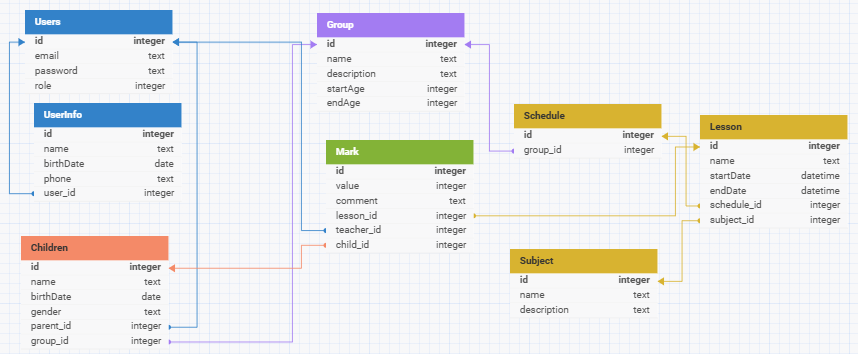 Users
id integer
email text
password text
role integer
UserInfo
id integer
name text
birthDate date
phone text
user_id integer
Children
id integer
name text
birthDate date
gender text
parent_id integer
group_id integer
Group
id integer
name text
description text
startAge integer
endAge integer
Mark
id integer
value integer
comment text
lesson_id integer
teacher_id integer
child_id integer
Schedule
id integer
group_id integer
Subject
id integer
name text
description text
Lesson
id integer
name text
startDate datetime
endDate datetime
schedule_id integer
subject_id integer